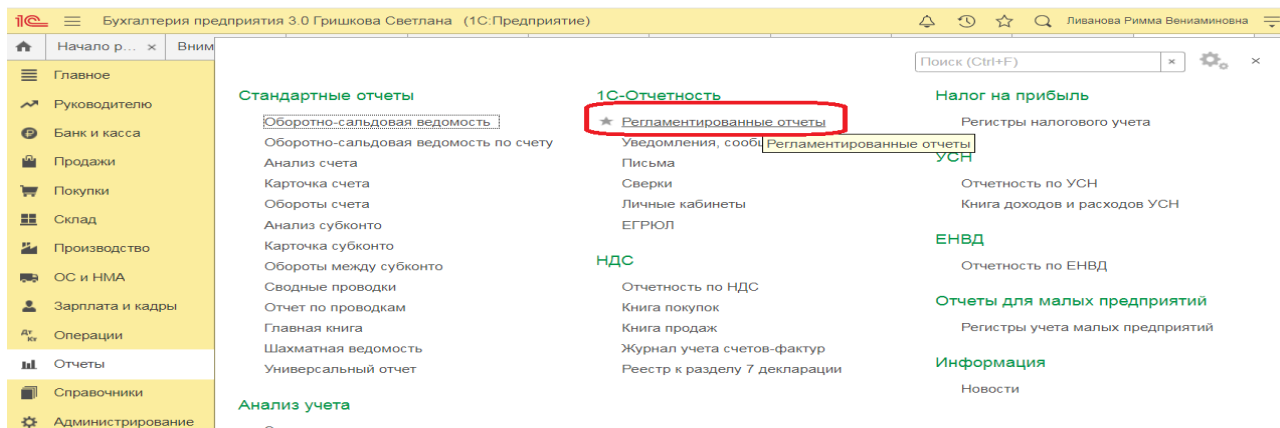 1С Бухгалтерия предприятия 3.0 Гришкова Светлана (1С:Предприятие) Ливанова Римма Вениаминовна
Начало р... × Вним
Поиск (Ctrl+F) ×
Главное
Руководителю
Банк и касса
Продажи
Покупки
Склад
Производство
ОС и НМА
Зарплата и кадры
Дт Кт Операции
Отчеты
Справочники
Администрирование
Стандартные отчеты
Оборотно-сальдовая ведомость
Оборотно-сальдовая ведомость по счету
Анализ счета
Карточка счета
Обороты счета
Анализ субконто
Карточка субконто
Обороты между субконто
Сводные проводки
Отчет по проводкам
Главная книга
Шахматная ведомость
Универсальный отчет
Анализ учета
1С-Отчетность
Регламентированные отчеты
Уведомления, сооб
Регламентированные отчеты
Письма
Сверки
Личные кабинеты
ЕГРЮЛ
НДС
Отчетность по НДС
Книга покупок
Книга продаж
Журнал учета счетов-фактур
Реестр к разделу 7 декларации
Налог на прибыль
Регистры налогового учета
УСН
Отчетность по УСН
Книга доходов и расходов УСН
ЕНВД
Отчетность по ЕНВД
Отчеты для малых предприятий
Регистры учета малых предприятий
Информация
Новости